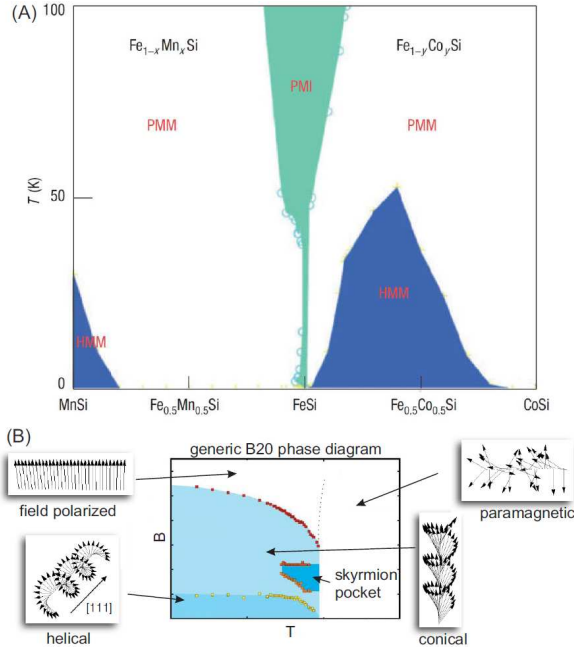 (A)
100
Fe1-xMnxSi
Fe1-yCoySi
PMI
PMM
PMM
T (K)
50
HMM
HMM
0
MnSi
Fe0.5Mn0.5Si
FeSi
Fe0.5Co0.5Si
CoSi
(B)
generic B20 phase diagram
field polarized
paramagnetic
B
skyrmion
pocket
[111]
T
helical
conical